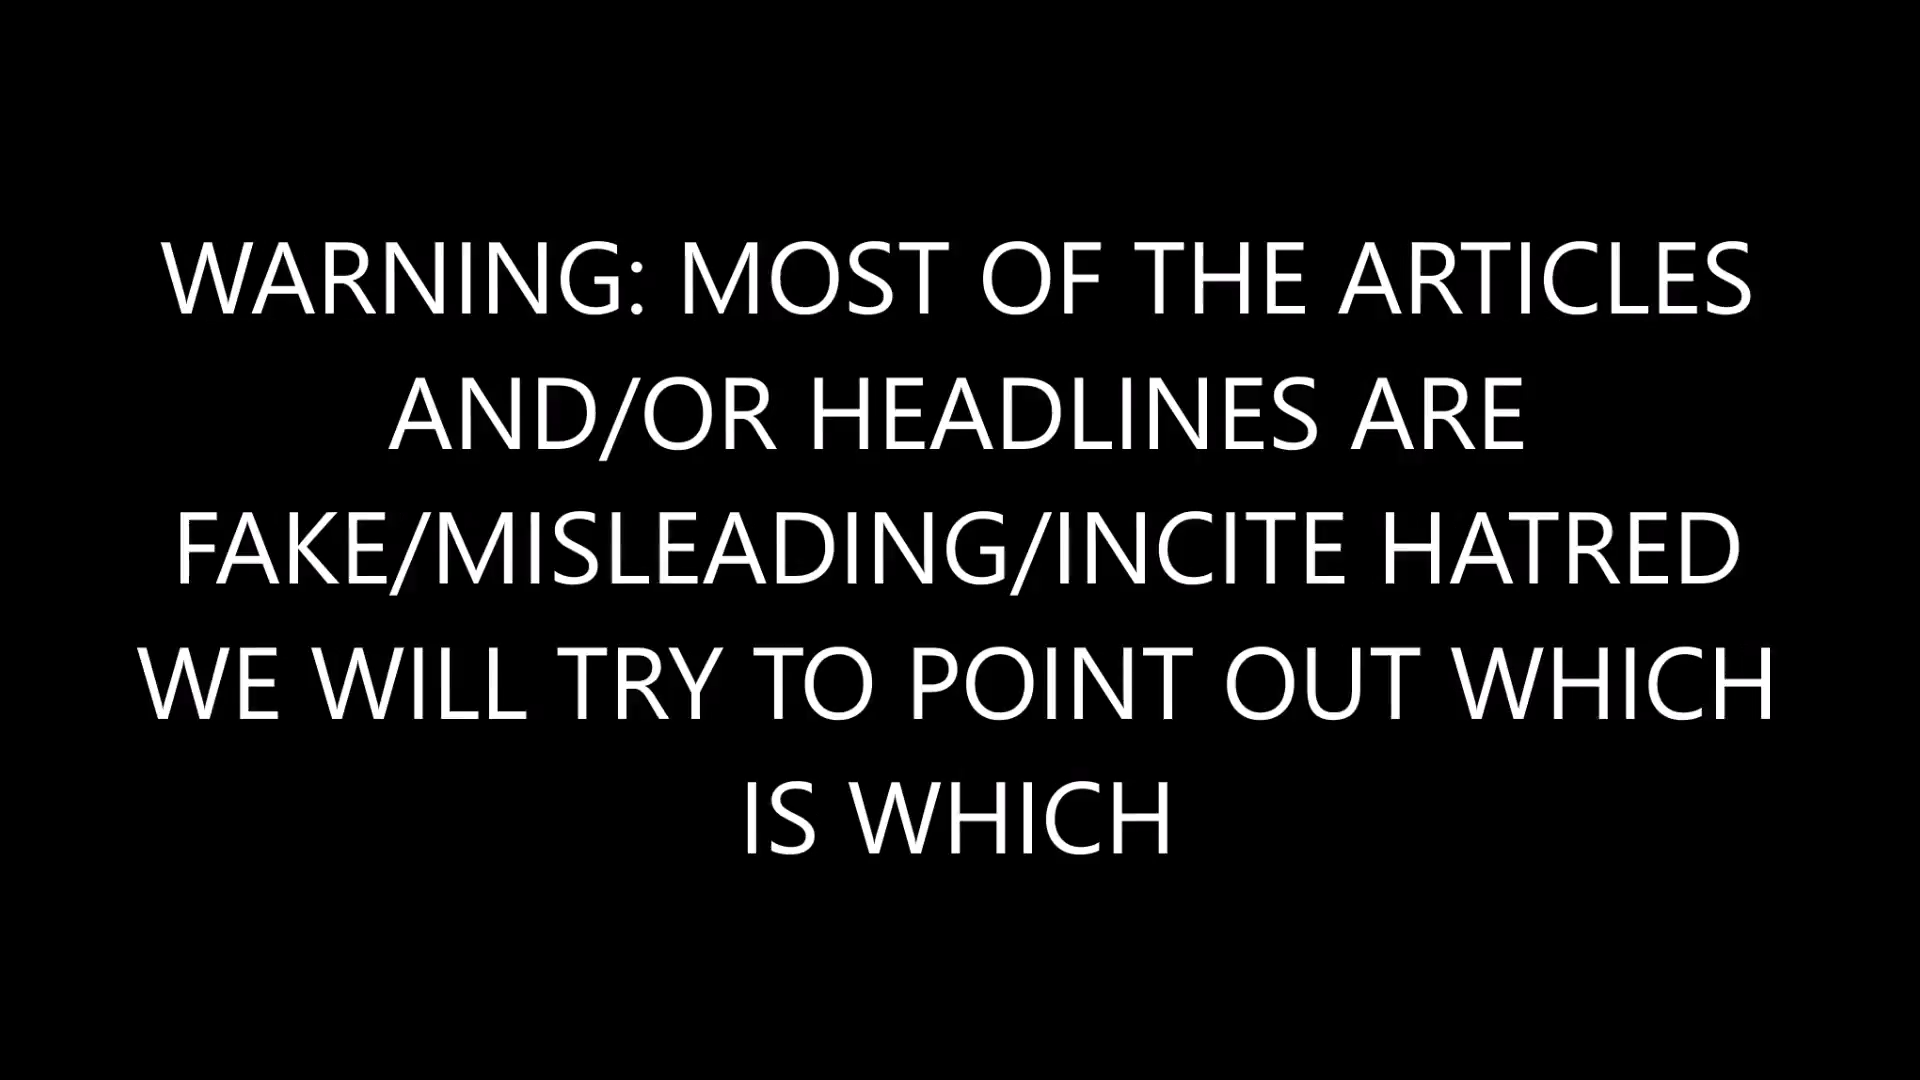 WARNING: MOST OF THE ARTICLES
AND/OR HEADLINES ARE
FAKE/MISLEADING/INCITE HATRED
WE WILL TRY TO POINT OUT WHICH
IS WHICH